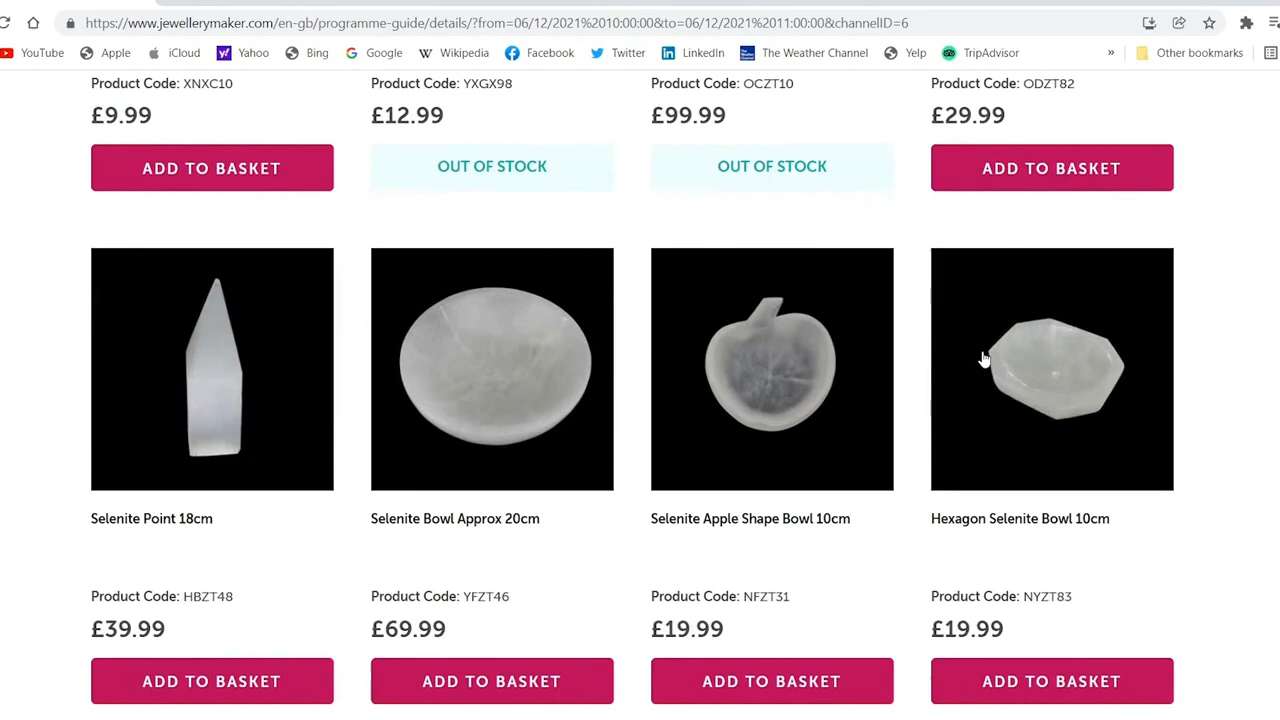 https://www.jewellerymaker.com/en-gb/programme-guide/details/?from=06/12/2021%2010:00:00&to=06/12/2021%2011:00:00&channelID=6
YouTube Apple iCloud Yahoo Bing Google Wikipedia Facebook Twitter LinkedIn The Weather Channel Yelp TripAdvisor » Other bookmarks
Product Code: XNXC10 Product Code: YXGX98 Product Code: OCZT10 Product Code: ODZT82
£9.99 £12.99 £99.99 £29.99
ADD TO BASKET OUT OF STOCK OUT OF STOCK ADD TO BASKET
Selenite Point 18cm Selenite Bowl Approx 20cm Selenite Apple Shape Bowl 10cm Hexagon Selenite Bowl 10cm
Product Code: HBZT48 Product Code: YFZT46 Product Code: NFZT31 Product Code: NYZT83
£39.99 £69.99 £19.99 £19.99
ADD TO BASKET ADD TO BASKET ADD TO BASKET ADD TO BASKET